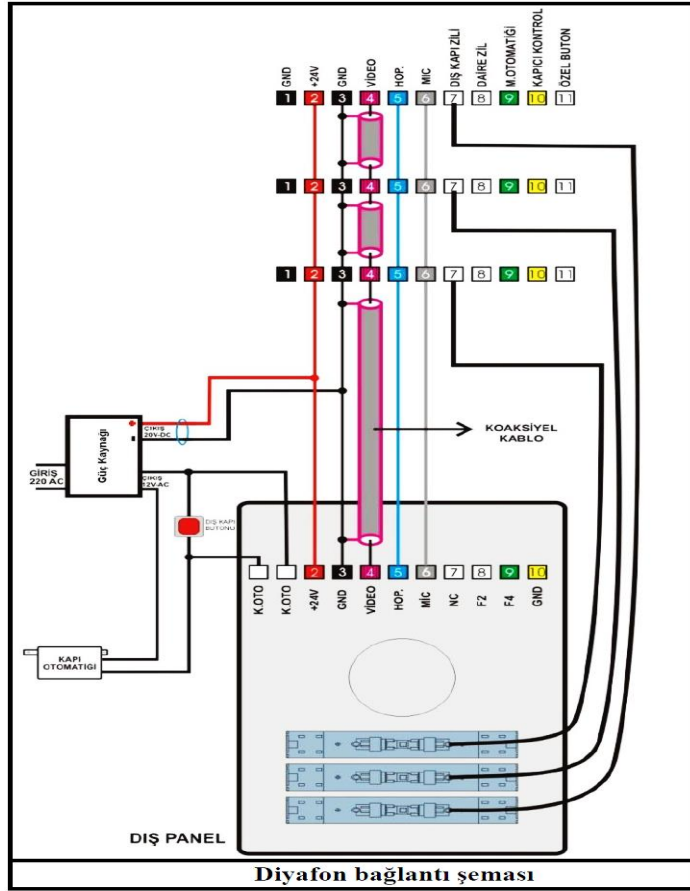 GND +24V GND VİDEO HOP. MIC DIŞ KAPI ZİLİ DAİRE ZİL M.OTOMATİĞİ KAPICI KONTROL ÖZEL BUTON
1 2 3 4 5 6 7 8 9 10 11
1 2 3 4 5 6 7 8 9 10 11
1 2 3 4 5 6 7 8 9 10 11
Güç Kaynağı
ÇIKIŞ
20V-DC
KOAKSİYEL
KABLO
GİRİŞ
220 AC
ÇIKIŞ
12V-AC
DIŞ KAPI
BUTONU
2 3 4 5 6 7 8 9 10
K.OTO K.OTO +24V GND VİDEO HOP. MİC NC F2 F4 GND
KAPI
OTOMATİĞİ
DIŞ PANEL
Diyafon bağlantı şeması